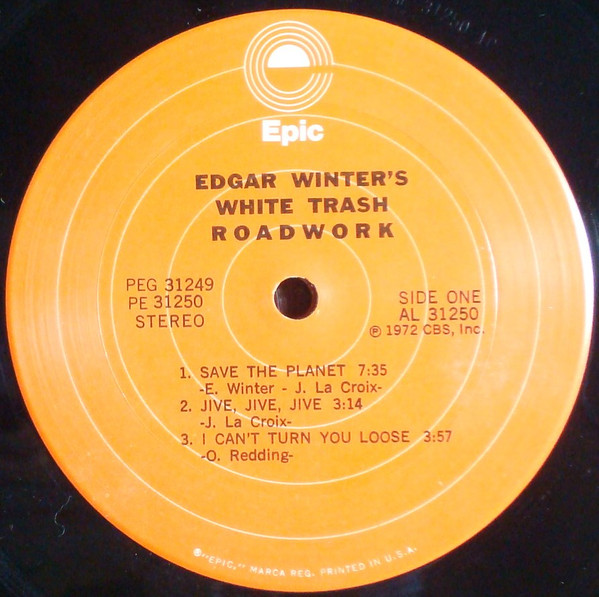 Epic
EDGAR WINTER'S
WHITE TRASH
ROADWORK
PEG 31249
PE 31250
STEREO
SIDE ONE
AL 31250
℗ 1972 CBS, Inc.
1. SAVE THE PLANET 7:35
-E. Winter - J. La Croix-
2. JIVE, JIVE, JIVE 3:14
-J. La Croix-
3. I CAN'T TURN YOU LOOSE 3:57
-O. Redding-
"EPIC," MARCA REG. PRINTED IN U.S.A.